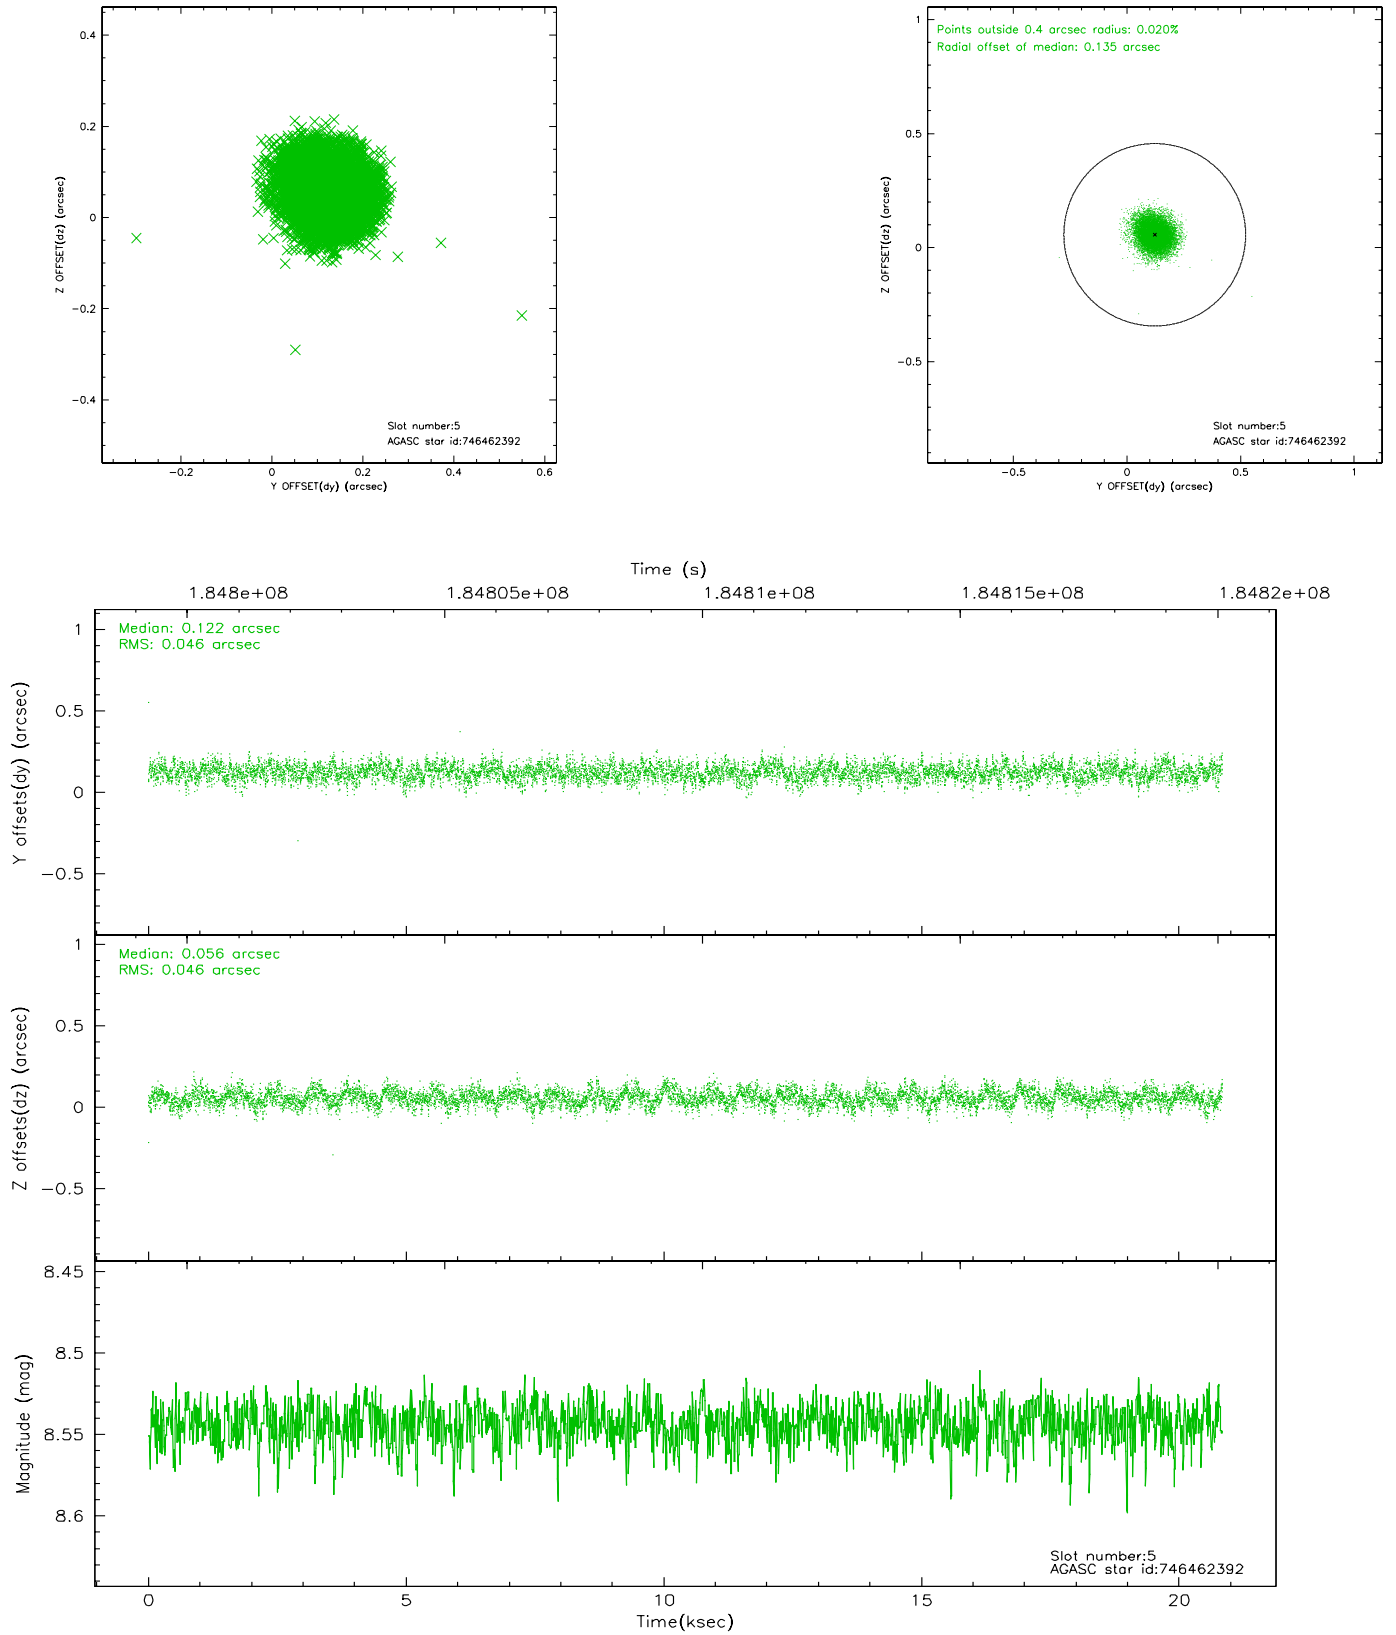 0.4
0.2
0
−0.2
−0.4
Z OFFSET(dz) (arcsec)
Slot number:5
AGASC star id:746462392
−0.2 0 0.2 0.4 0.6
Y OFFSET(dy) (arcsec)
Points outside 0.4 arcsec radius: 0.020%
Radial offset of median: 0.135 arcsec
1
0.5
0
−0.5
Z OFFSET(dz) (arcsec)
Slot number:5
AGASC star id:746462392
−0.5 0 0.5 1
Y OFFSET(dy) (arcsec)
Time (s)
1.848e+08 1.84805e+08 1.8481e+08 1.84815e+08 1.8482e+08
Median: 0.122 arcsec
RMS: 0.046 arcsec
1
0.5
0
−0.5
Y offsets(dy) (arcsec)
Median: 0.056 arcsec
RMS: 0.046 arcsec
1
0.5
0
−0.5
Z offsets(dz) (arcsec)
8.45
8.5
8.55
8.6
Magnitude (mag)
Slot number:5
AGASC star id:746462392
0 5 10 15 20
Time(ksec)